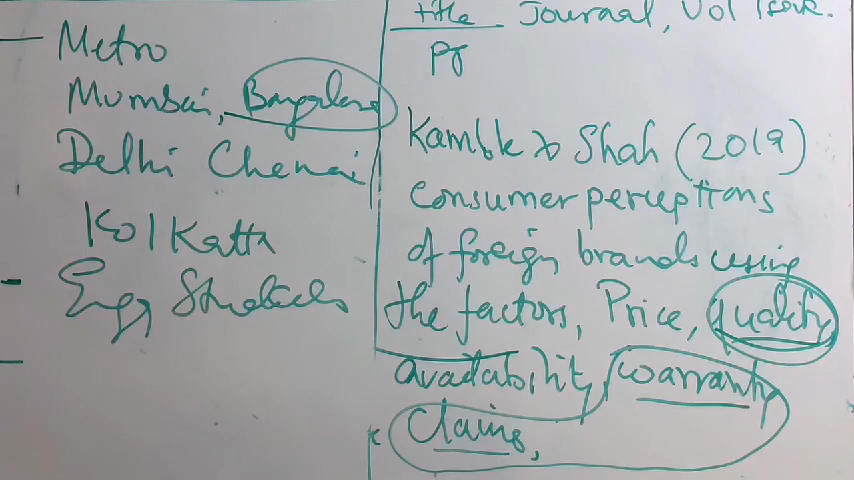 Metro
Mumbai, Bangalore
Delhi Chenai
Kolkatta
Engg Students
title Journal, Vol Issue.
Kamble & Shah (2019)
consumer perceptions
of foreign brands using
the factors, Price, quality
availability, warranty
Claims,